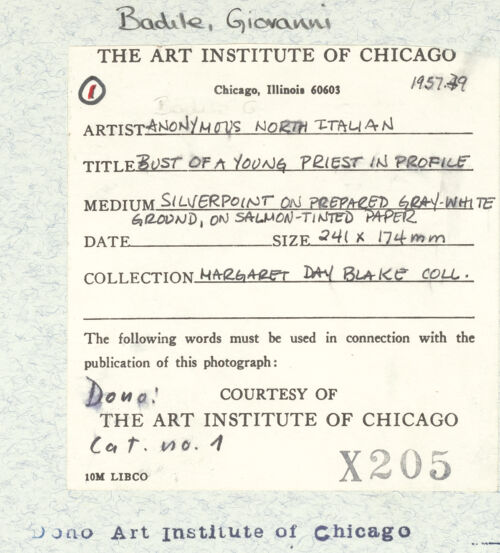 Badile, Giovanni
THE ART INSTITUTE OF CHICAGO
1 Chicago, Illinois 60603 1957.39
ARTIST ANONYMOUS NORTH ITALIAN
TITLE BUST OF A YOUNG PRIEST IN PROFILE
MEDIUM SILVERPOINT ON PREPARED GRAY-WHITE
GROUND, ON SALMON-TINTED PAPER
DATE SIZE 241 x 174 mm
COLLECTION MARGARET DAY BLAKE COLL.
The following words must be used in connection with the
publication of this photograph:
Dono: COURTESY OF
THE ART INSTITUTE OF CHICAGO
Cat. no. 1
10M LIBCO X205
Dono Art Institute of Chicago